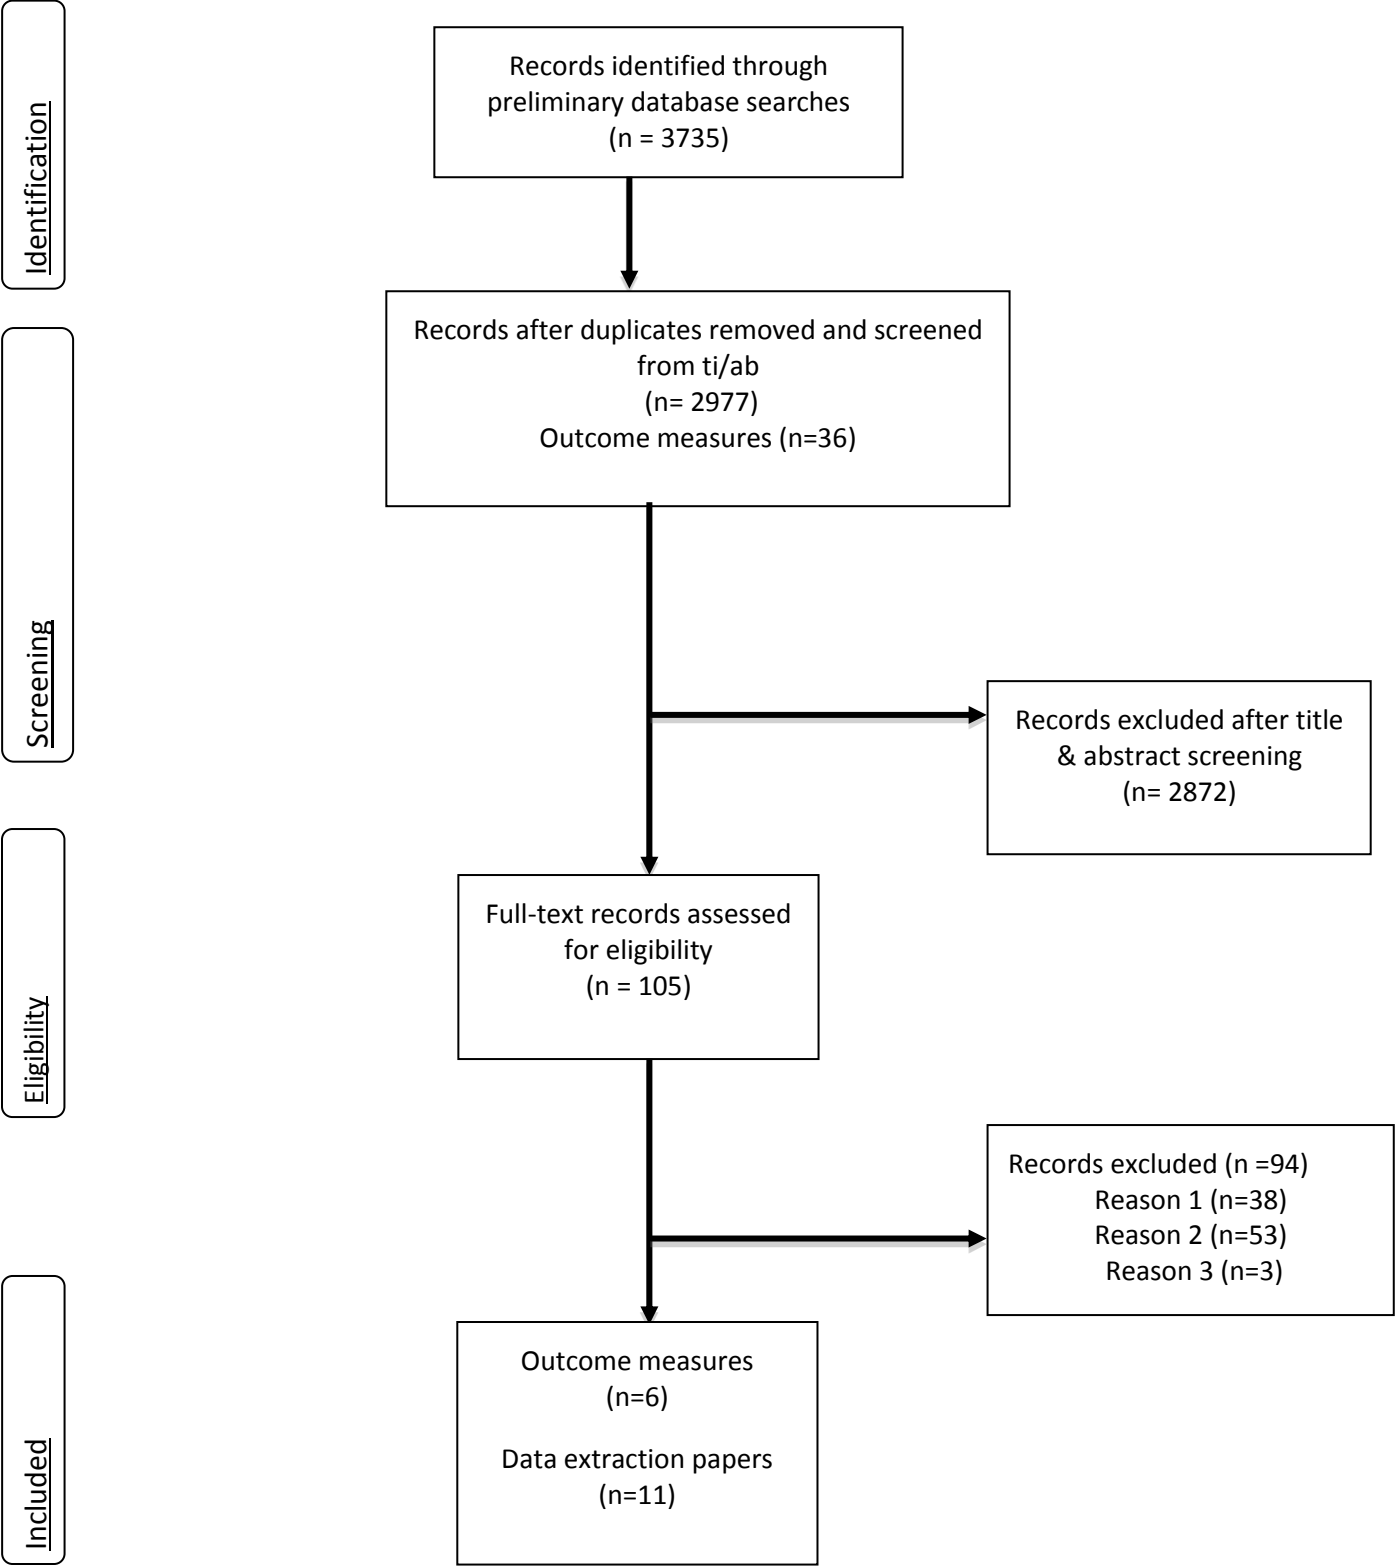 Identification
Records identified through
preliminary database searches
(n = 3735)
Records after duplicates removed and screened
from ti/ab
(n= 2977)
Outcome measures (n=36)
Screening
Records excluded after title
& abstract screening
(n= 2872)
Eligibility
Full-text records assessed
for eligibility
(n = 105)
Records excluded (n =94)
Reason 1 (n=38)
Reason 2 (n=53)
Reason 3 (n=3)
Included
Outcome measures
(n=6)
Data extraction papers
(n=11)